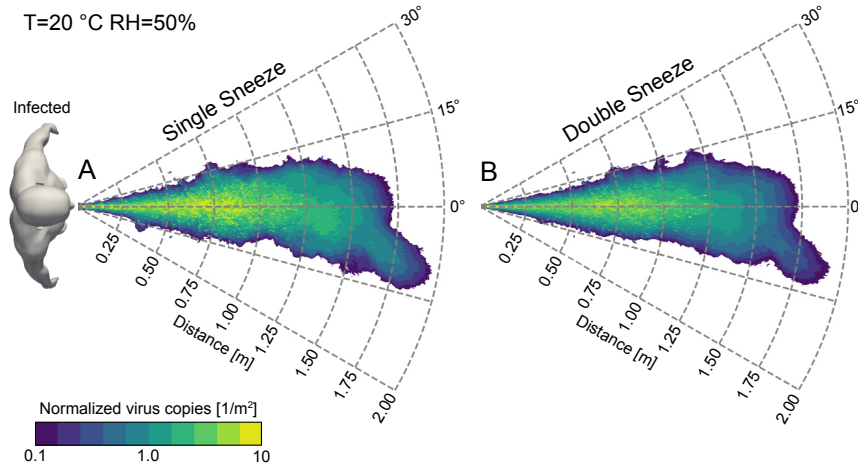 T=20 °C RH=50%
Infected
A
Single Sneeze
30°
15°
0°
0.25
0.50
0.75
1.00
1.25
1.50
1.75
2.00
Distance [m]
B
Double Sneeze
30°
15°
0°
0.25
0.50
0.75
1.00
1.25
1.50
1.75
2.00
Distance [m]
Normalized virus copies [1/m²]
0.1 1.0 10